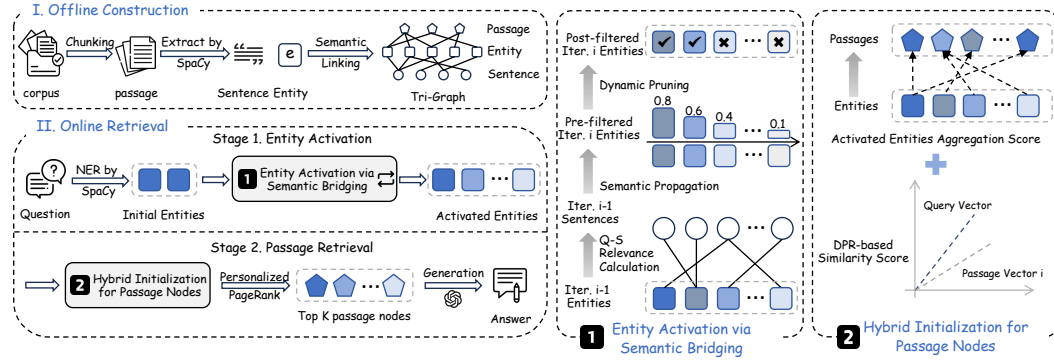 I. Offline Construction
Chunking
Extract by
SpaCy
Semantic
Linking
e
Passage
Entity
Sentence
corpus
passage
Sentence Entity
Tri-Graph
II. Online Retrieval
Stage 1. Entity Activation
NER by
SpaCy
1 Entity Activation via
Semantic Bridging
Question
Initial Entities
Activated Entities
Stage 2. Passage Retrieval
2 Hybrid Initialization
for Passage Nodes
Personalized
PageRank
Generation
Top K passage nodes
Answer
Post-filtered
Iter. i Entities
Dynamic Pruning
0.8
0.6
0.4
0.1
Pre-filtered
Iter. i Entities
Semantic Propagation
Iter. i-1
Sentences
Q-S
Relevance
Calculation
Iter. i-1
Entities
1 Entity Activation via
Semantic Bridging
Passages
Entities
Activated Entities Aggregation Score
Query Vector
DPR-based
Similarity Score
Passage Vector i
2 Hybrid Initialization for
Passage Nodes